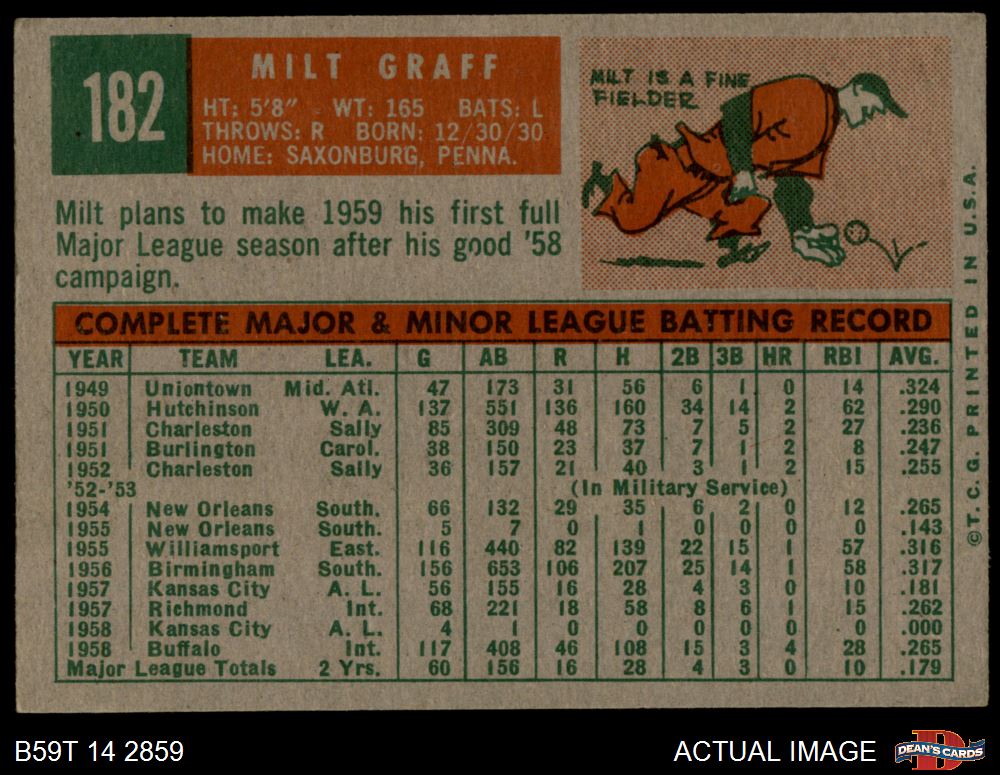 182
MILT GRAFF
HT: 5'8" - WT: 165 BATS: L
THROWS: R BORN: 12/30/30
HOME: SAXONBURG, PENNA.
MILT IS A FINE
FIELDER
Milt plans to make 1959 his first full
Major League season after his good '58
campaign.
COMPLETE MAJOR & MINOR LEAGUE BATTING RECORD
YEAR TEAM LEA. G AB R H 2B 3B HR RBI AVG.
1949 Uniontown Mid. Atl. 47 173 31 56 6 1 0 14 .324
1950 Hutchinson W. A. 137 551 136 160 34 14 2 62 .290
1951 Charleston Sally 85 309 48 73 7 5 2 27 .236
1951 Burlington Carol. 38 150 23 37 7 1 2 8 .247
1952 Charleston Sally 36 157 21 40 3 1 2 15 .255
'52-'53 (In Military Service)
1954 New Orleans South. 66 132 29 35 6 2 0 12 .265
1955 New Orleans South. 5 7 0 1 0 0 0 0 .143
1955 Williamsport East. 116 440 82 139 22 15 1 57 .316
1956 Birmingham South. 156 653 106 207 25 14 1 58 .317
1957 Kansas City A. L. 56 155 16 28 4 3 0 10 .181
1957 Richmond Int. 68 221 18 58 8 6 1 15 .262
1958 Kansas City A. L. 4 1 0 0 0 0 0 0 .000
1958 Buffalo Int. 117 408 46 108 15 3 4 28 .265
Major League Totals 2 Yrs. 60 156 16 28 4 3 0 10 .179
©T. C. G. PRINTED IN U.S.A.
B59T 14 2859
ACTUAL IMAGE
DEAN'S CARDS